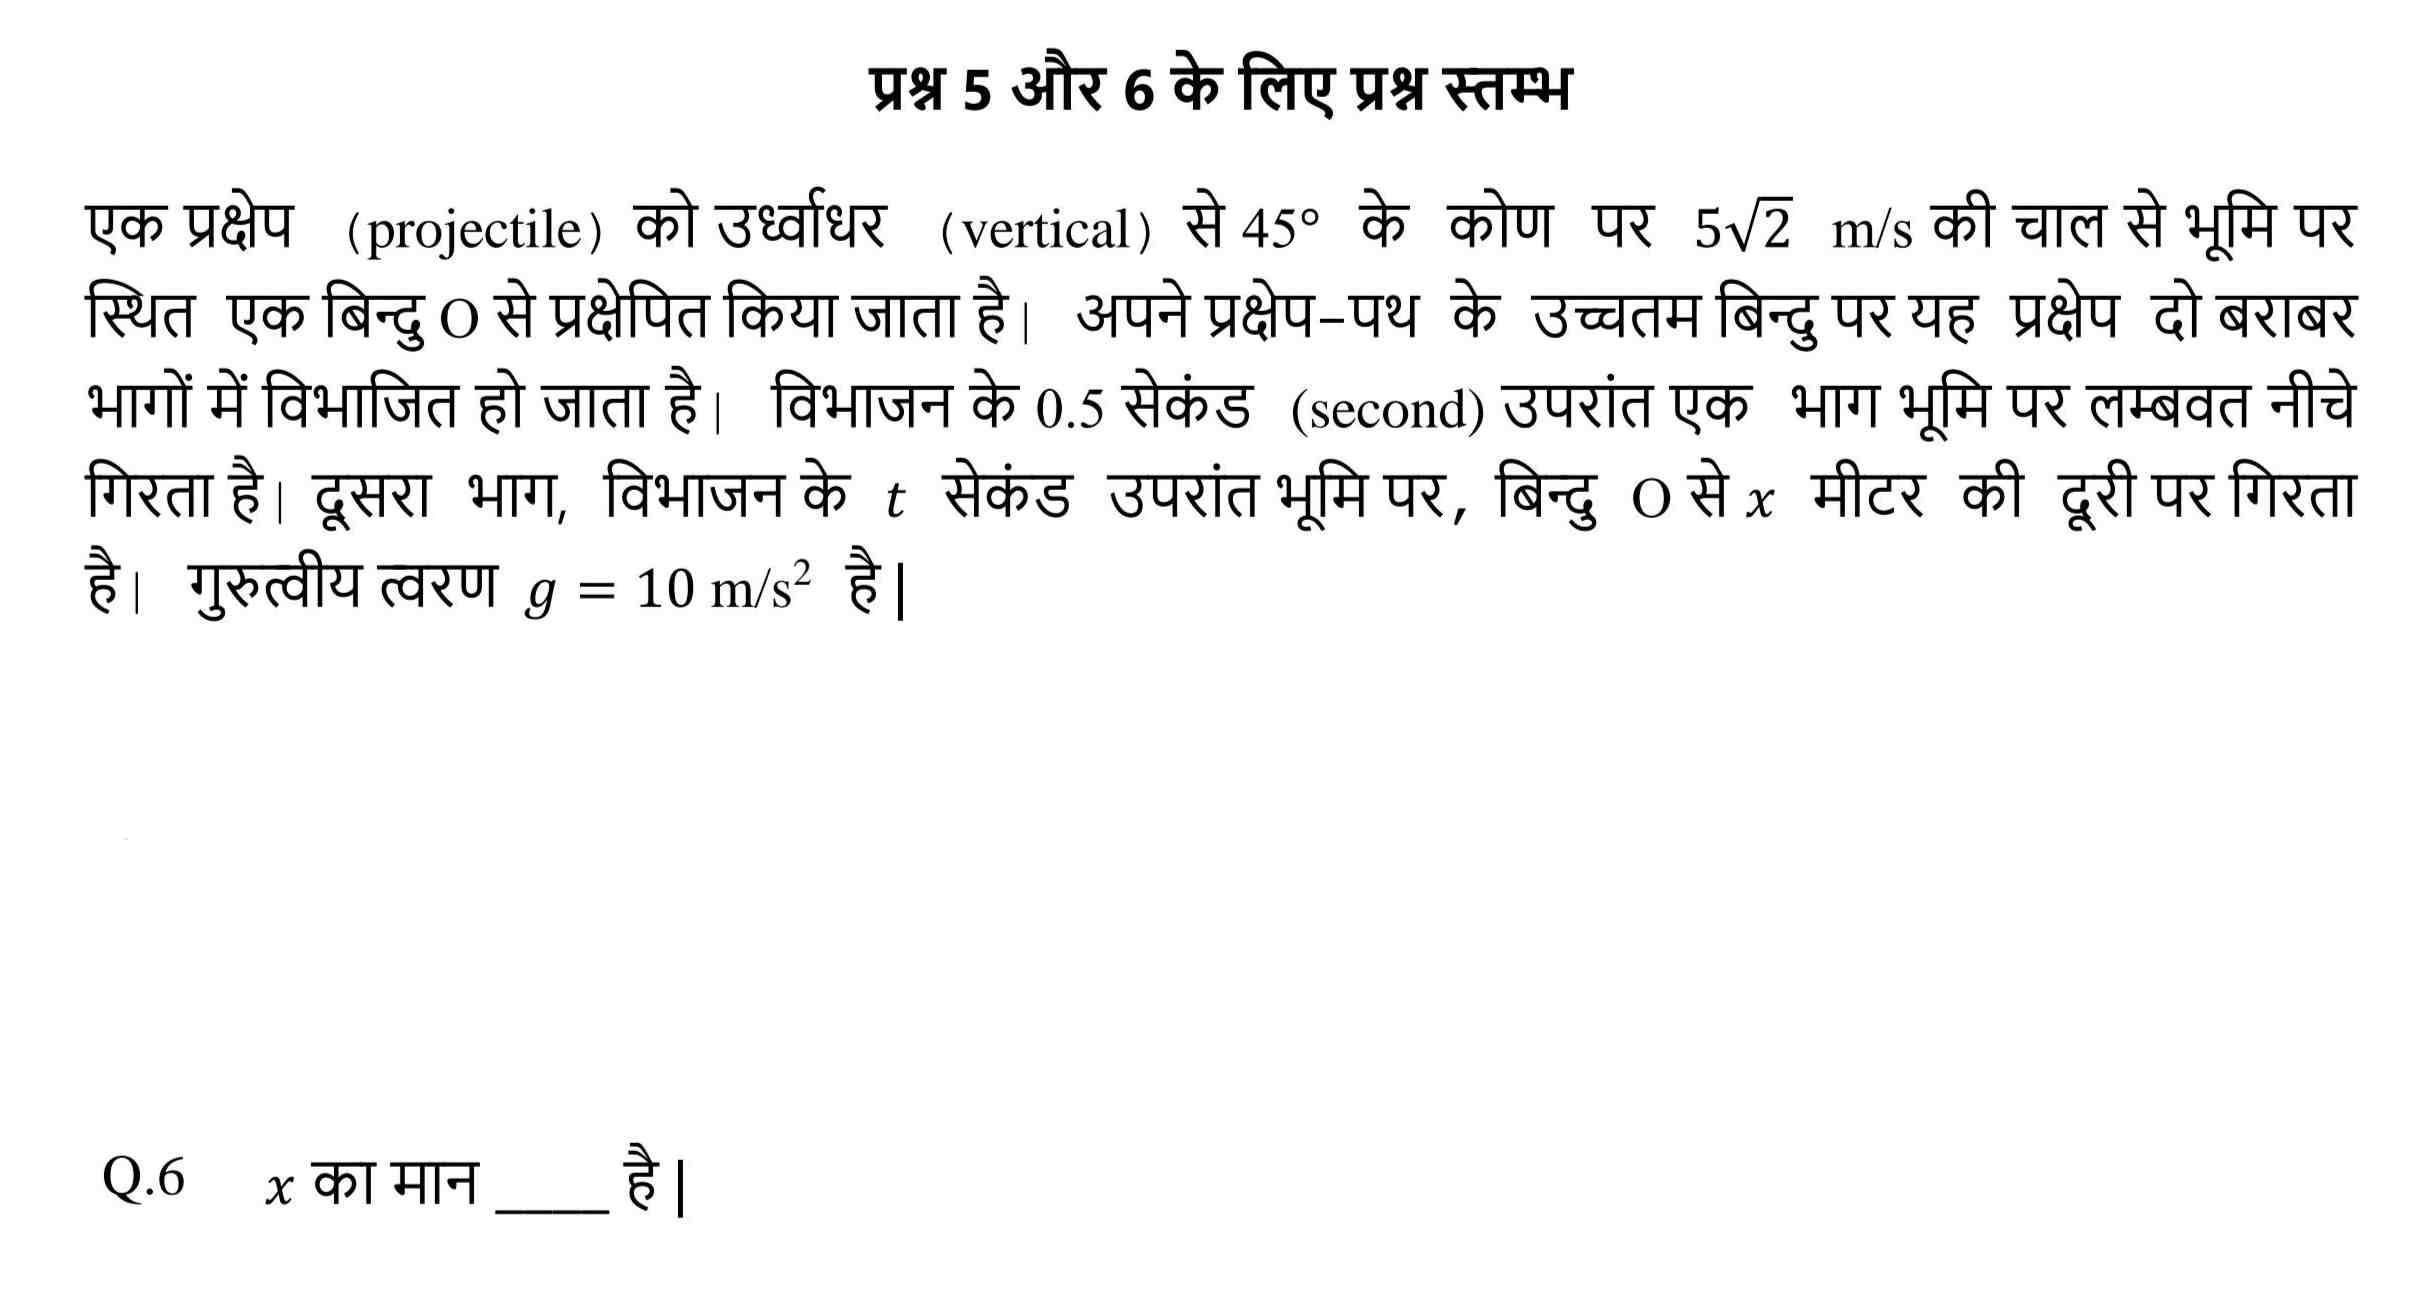 प्रश्न 5 और 6 के लिए प्रश्न स्तम्भ
एक प्रक्षेप (projectile) को उर्ध्वाधर (vertical) से 45° के कोण पर 5√2 m/s की चाल से भूमि पर
स्थित एक बिन्दु O से प्रक्षेपित किया जाता है। अपने प्रक्षेप-पथ के उच्चतम बिन्दु पर यह प्रक्षेप दो बराबर
भागों में विभाजित हो जाता है। विभाजन के 0.5 सेकंड (second) उपरांत एक भाग भूमि पर लम्बवत नीचे
गिरता है। दूसरा भाग, विभाजन के t सेकंड उपरांत भूमि पर, बिन्दु O से x मीटर की दूरी पर गिरता
है। गुरुत्वीय त्वरण g = 10 m/s² है|
Q.6 x का मान ____ है|